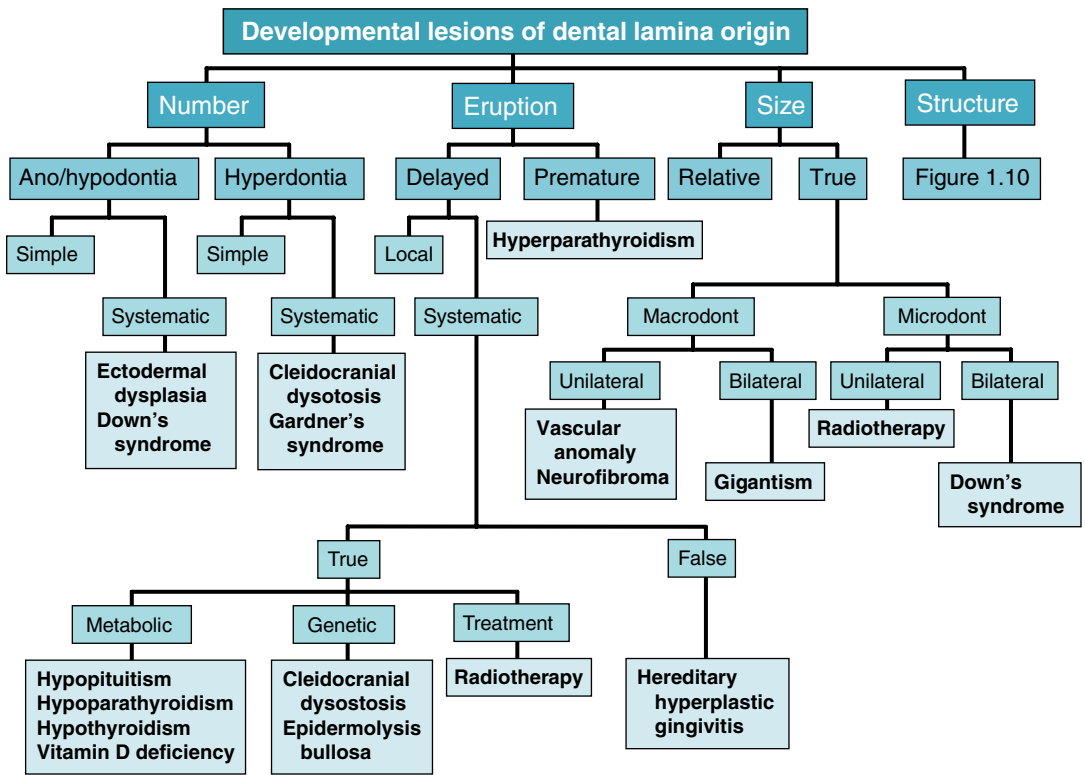 Developmental lesions of dental lamina origin
Number
Eruption
Size
Structure
Ano/hypodontia
Hyperdontia
Delayed
Premature
Relative
True
Figure 1.10
Simple
Simple
Local
Hyperparathyroidism
Systematic
Systematic
Systematic
Macrodont
Microdont
Ectodermal
dysplasia
Down's
syndrome
Cleidocranial
dysotosis
Gardner's
syndrome
Unilateral
Bilateral
Unilateral
Bilateral
Vascular
anomaly
Neurofibroma
Gigantism
Radiotherapy
Down's
syndrome
True
False
Metabolic
Genetic
Treatment
Hypopituitism
Hypoparathyroidism
Hypothyroidism
Vitamin D deficiency
Cleidocranial
dysostosis
Epidermolysis
bullosa
Radiotherapy
Hereditary
hyperplastic
gingivitis